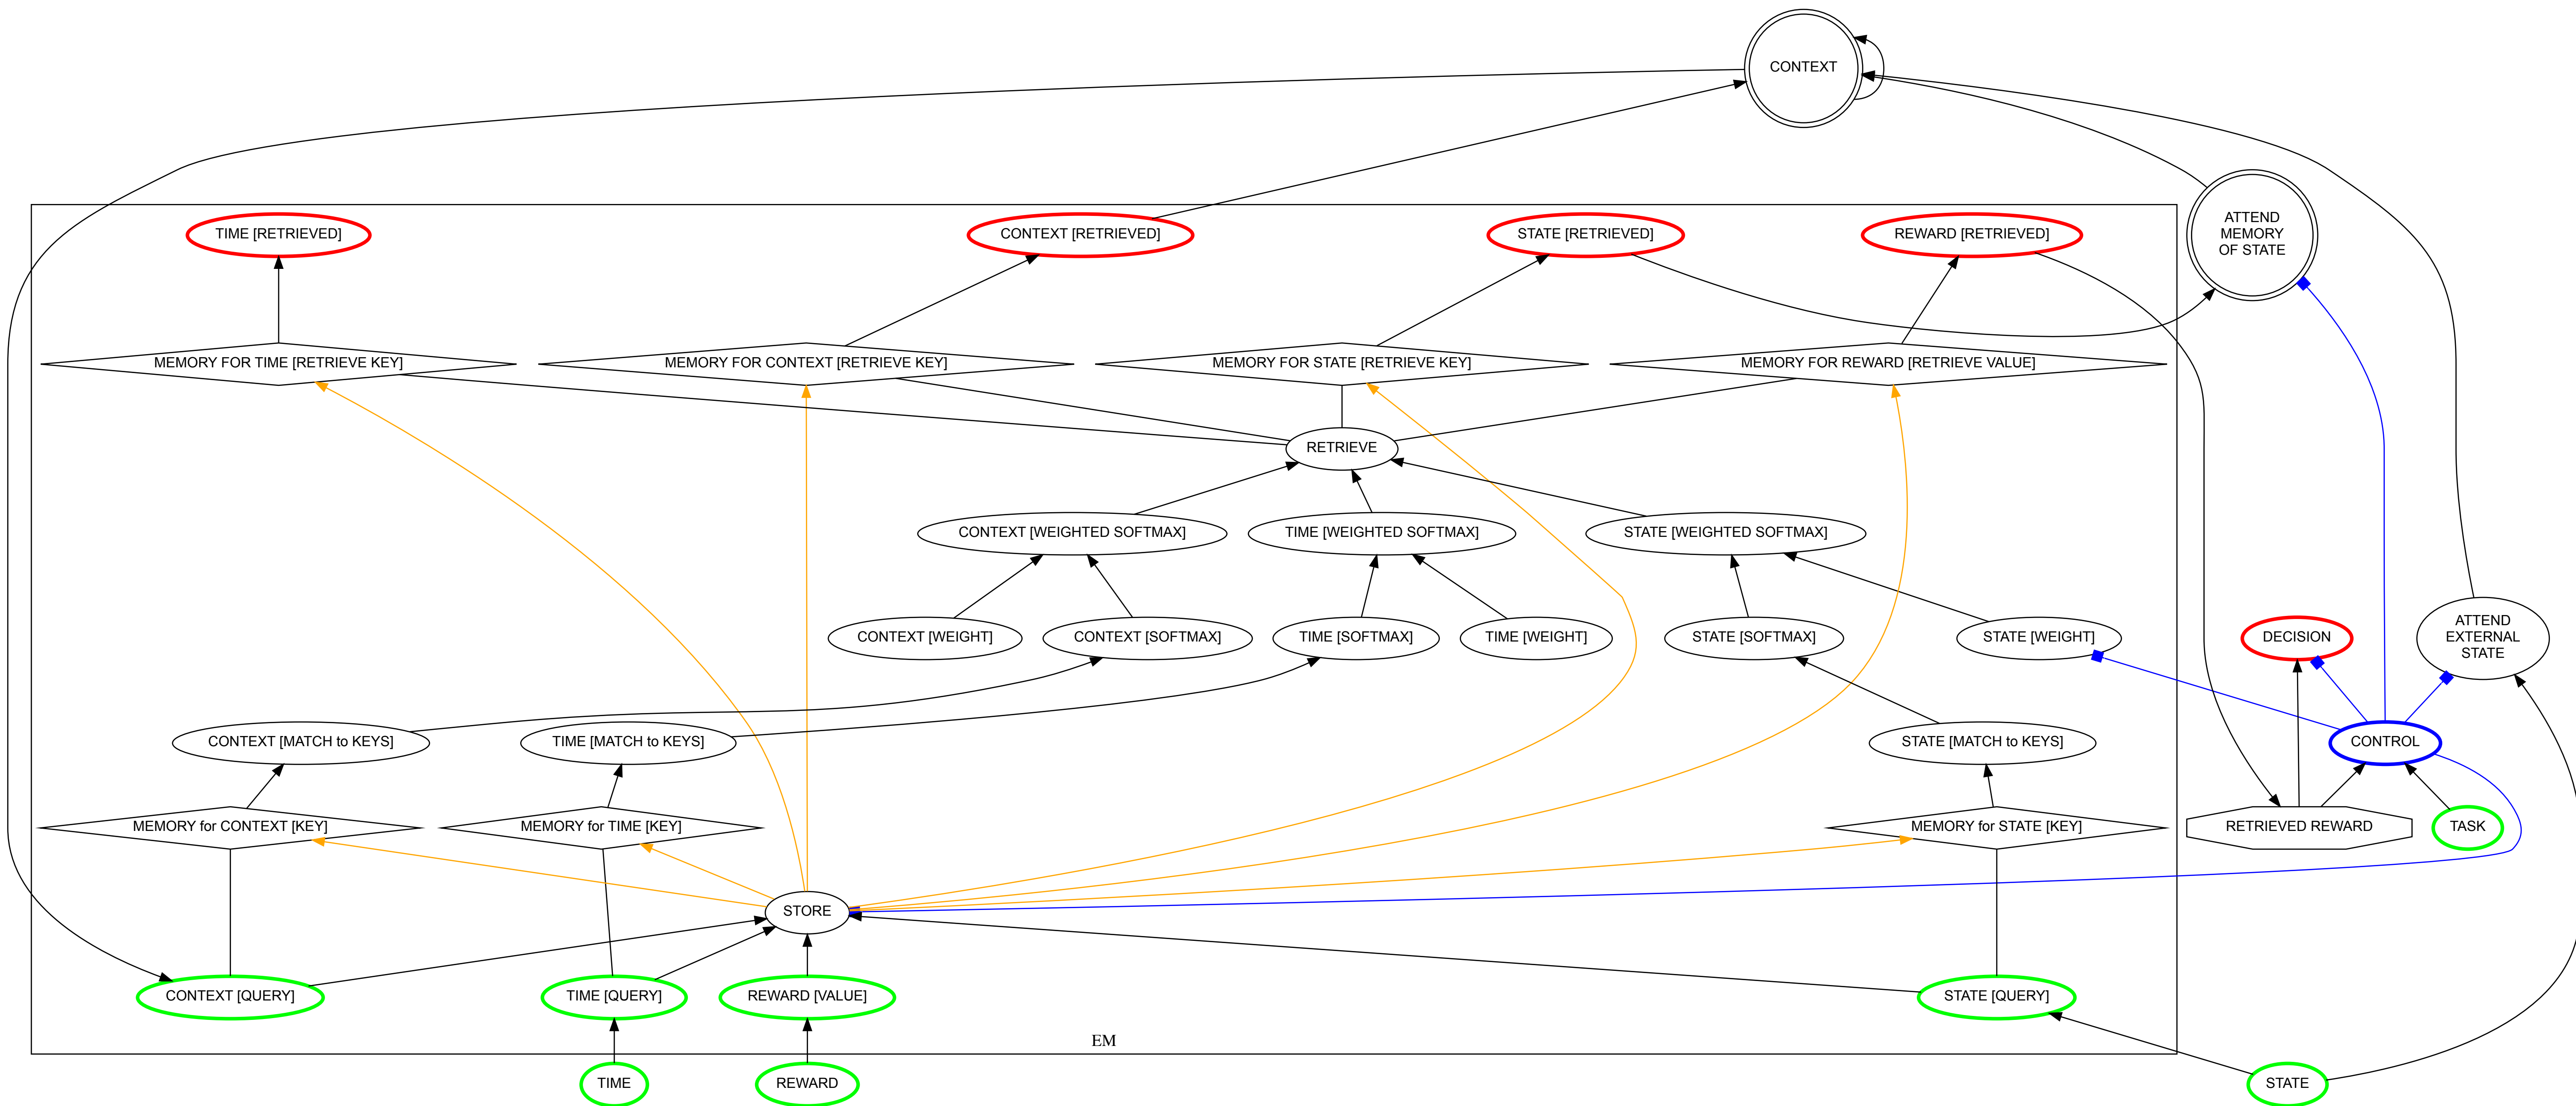 CONTEXT
ATTEND
MEMORY
OF STATE
TIME [RETRIEVED]
CONTEXT [RETRIEVED]
STATE [RETRIEVED]
REWARD [RETRIEVED]
MEMORY FOR TIME [RETRIEVE KEY]
MEMORY FOR CONTEXT [RETRIEVE KEY]
MEMORY FOR STATE [RETRIEVE KEY]
MEMORY FOR REWARD [RETRIEVE VALUE]
RETRIEVE
CONTEXT [WEIGHTED SOFTMAX]
TIME [WEIGHTED SOFTMAX]
STATE [WEIGHTED SOFTMAX]
CONTEXT [WEIGHT]
CONTEXT [SOFTMAX]
TIME [SOFTMAX]
TIME [WEIGHT]
STATE [SOFTMAX]
STATE [WEIGHT]
DECISION
ATTEND
EXTERNAL
STATE
CONTEXT [MATCH to KEYS]
TIME [MATCH to KEYS]
STATE [MATCH to KEYS]
CONTROL
MEMORY for CONTEXT [KEY]
MEMORY for TIME [KEY]
MEMORY for STATE [KEY]
RETRIEVED REWARD
TASK
STORE
CONTEXT [QUERY]
TIME [QUERY]
REWARD [VALUE]
STATE [QUERY]
EM
TIME
REWARD
STATE